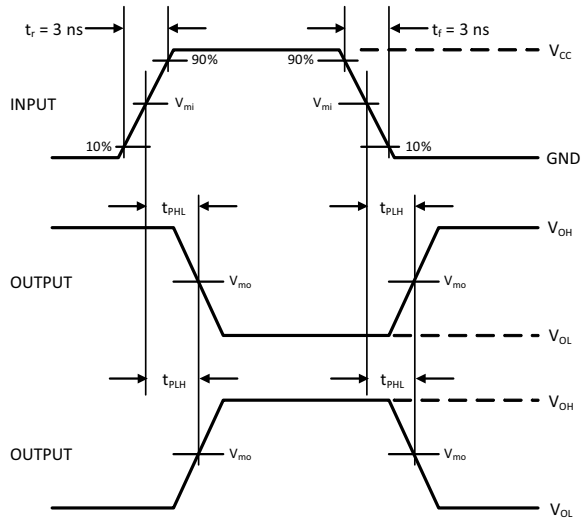 t_r = 3 ns
t_f = 3 ns
V_CC
90%
90%
INPUT
V_mi
V_mi
10%
10%
GND
t_PHL
t_PLH
V_OH
OUTPUT
V_mo
V_mo
V_OL
t_PLH
t_PHL
V_OH
OUTPUT
V_mo
V_mo
V_OL